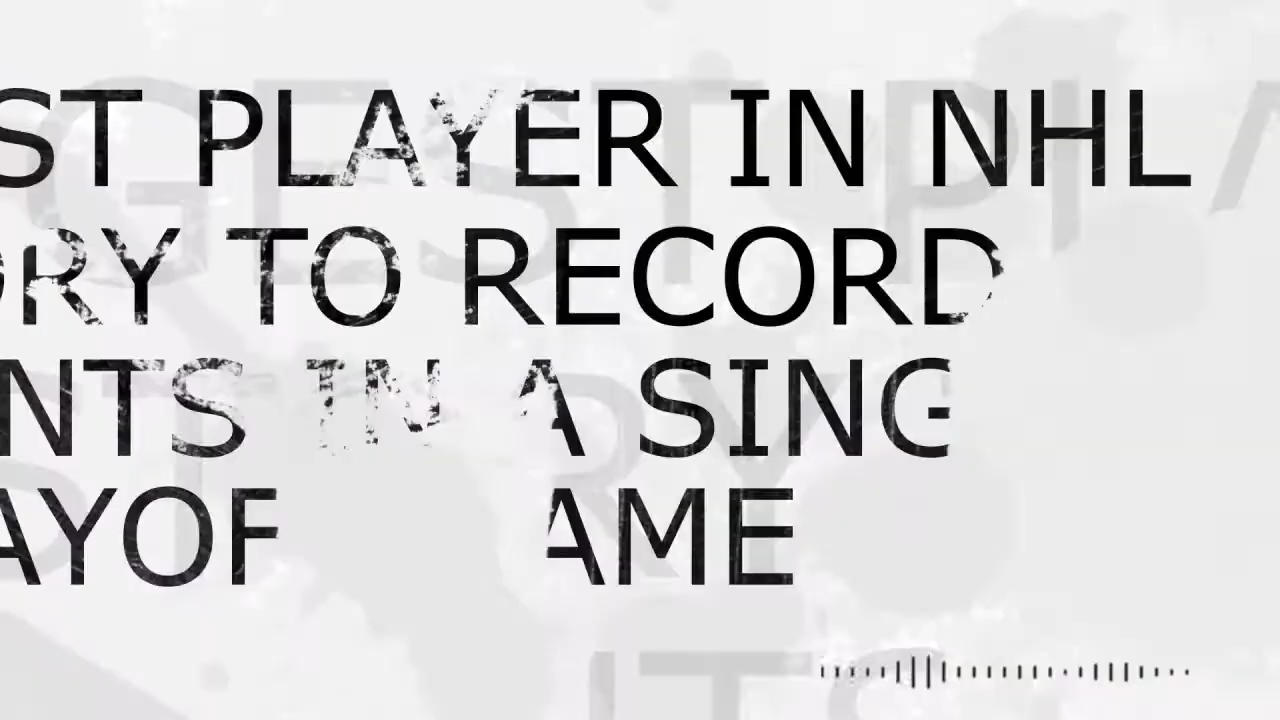 ST PLAYER IN NHL
ORY TO RECORD
NTS IN A SING
AYOF AME